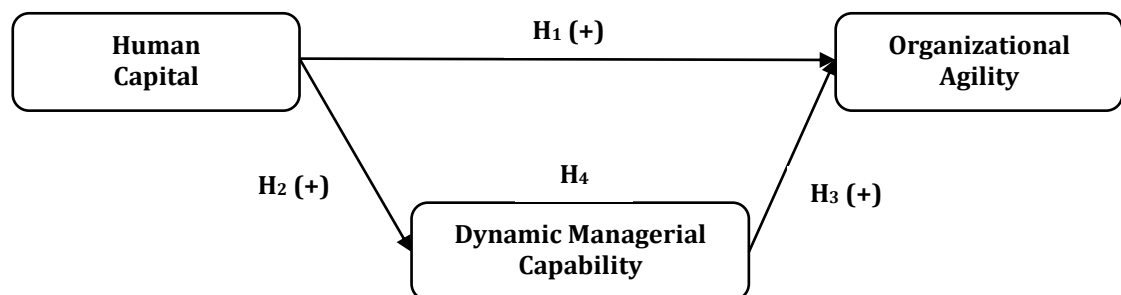 Human
Capital
H₁ (+)
Organizational
Agility
H₂ (+)
H₄
H₃ (+)
Dynamic Managerial
Capability